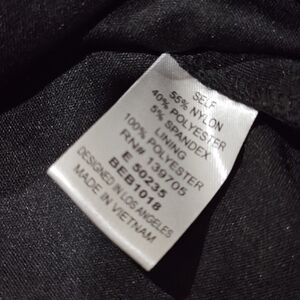 SELF
55% NYLON
40% POLYESTER
5% SPANDEX
LINING
100% POLYESTER
RN# 139705
E 50235
BEB1018
DESIGNED IN LOS ANGELES
MADE IN VIETNAM